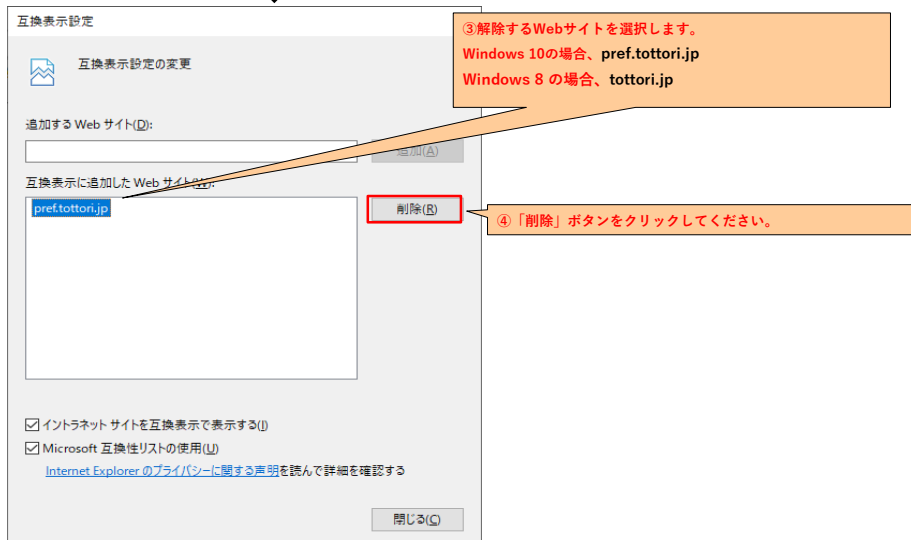 互換表示設定
③解除するWebサイトを選択します。
Windows 10の場合、pref.tottori.jp
Windows 8 の場合、tottori.jp
互換表示設定の変更
追加する Web サイト(D):
追加(A)
互換表示に追加した Web サイト(W):
pref.tottori.jp
削除(R)
④「削除」ボタンをクリックしてください。
イントラネット サイトを互換表示で表示する(I)
Microsoft 互換性リストの使用(U)
Internet Explorer のプライバシーに関する声明を読んで詳細を確認する
閉じる(C)